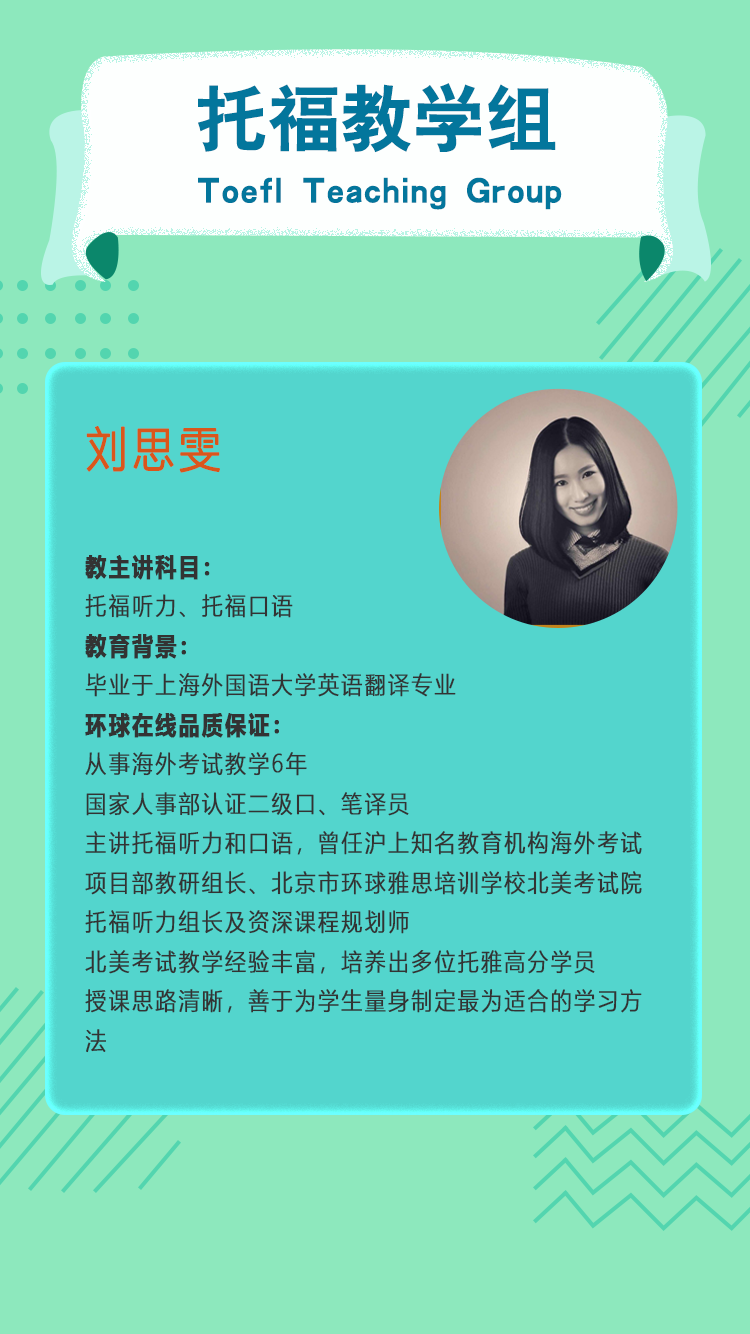 托福教学组
Toefl Teaching Group
刘思雯
教主讲科目：
托福听力、托福口语
教育背景：
毕业于上海外国语大学英语翻译专业
环球在线品质保证：
从事海外考试教学6年
国家人事部认证二级口、笔译员
主讲托福听力和口语，曾任沪上知名教育机构海外考试
项目部教研组长、北京市环球雅思培训学校北美考试院
托福听力组长及资深课程规划师
北美考试教学经验丰富，培养出多位托雅高分学员
授课思路清晰，善于为学生量身制定最为适合的学习方
法